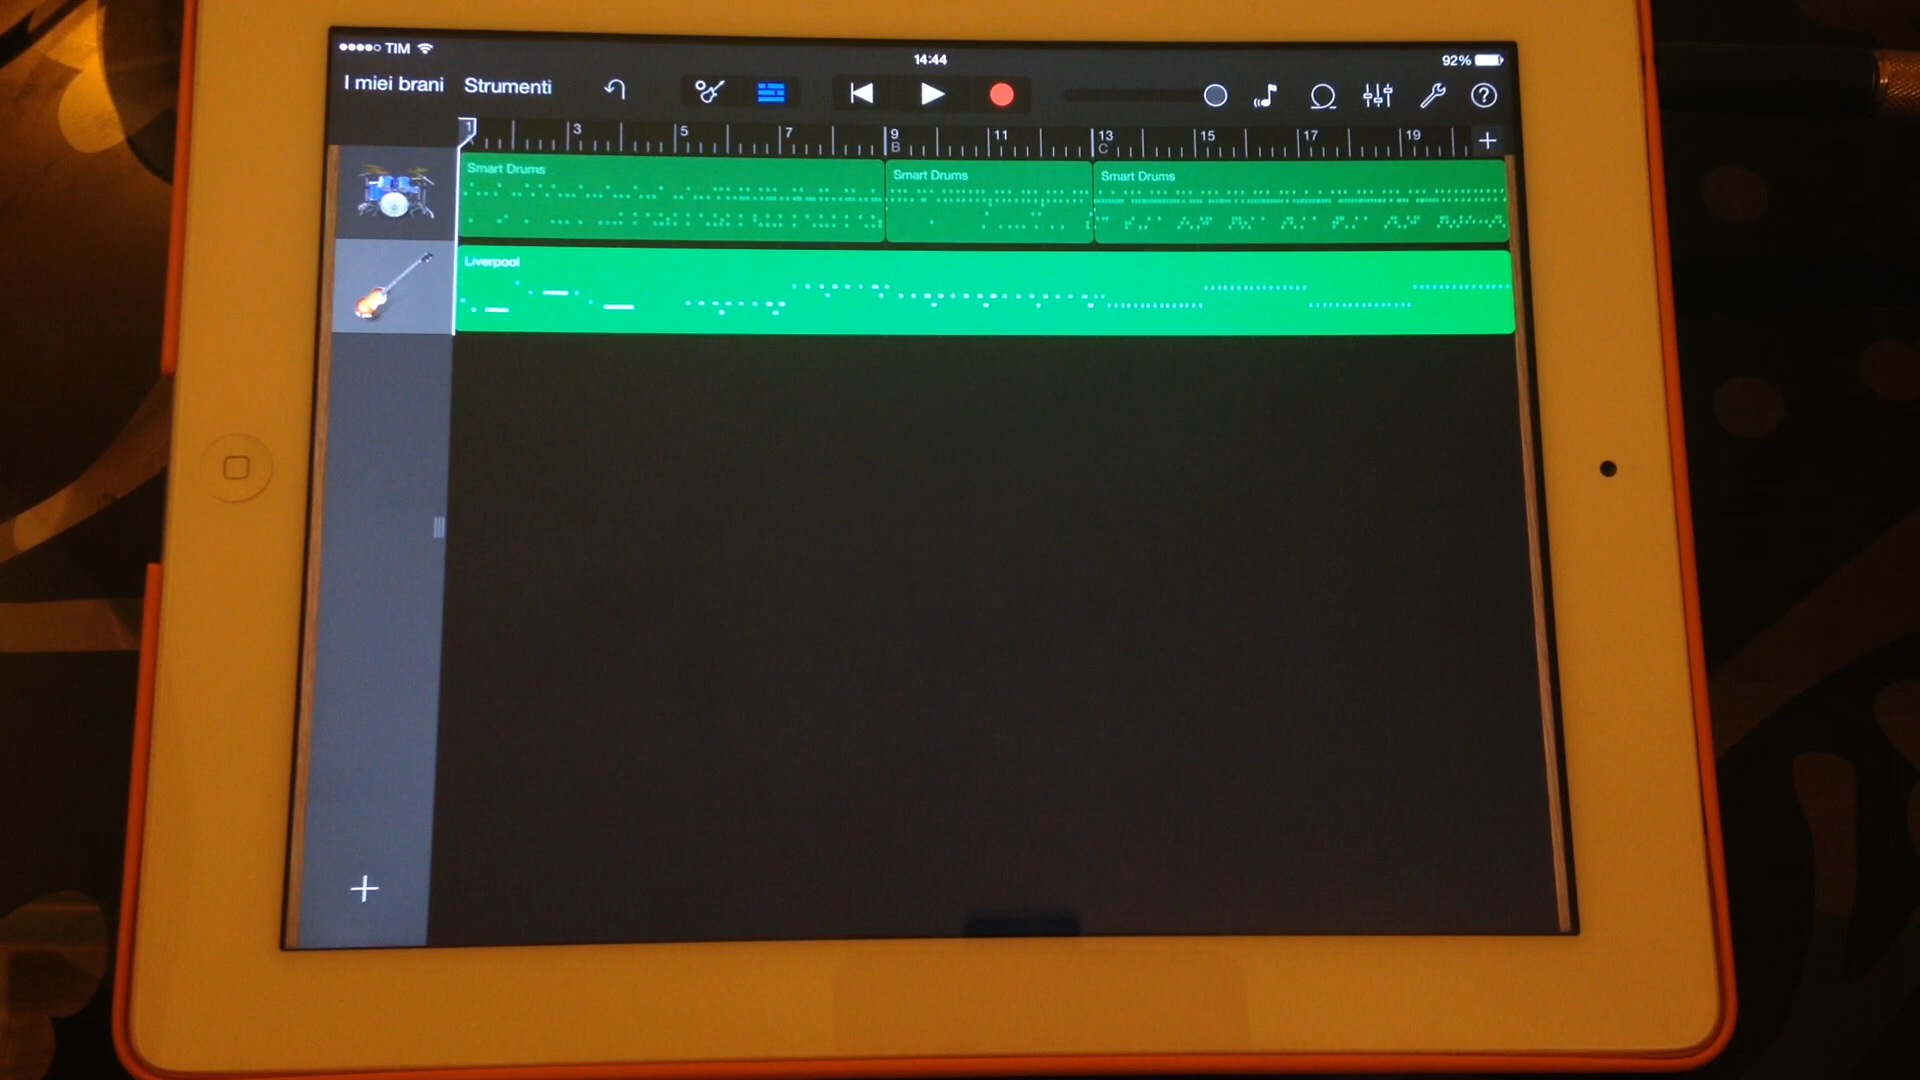 TIM 14:44 92%
I miei brani Strumenti ?
1 3 5 7 9 11 13 15 17 19 +
B C
Smart Drums Smart Drums Smart Drums
Liverpool
+